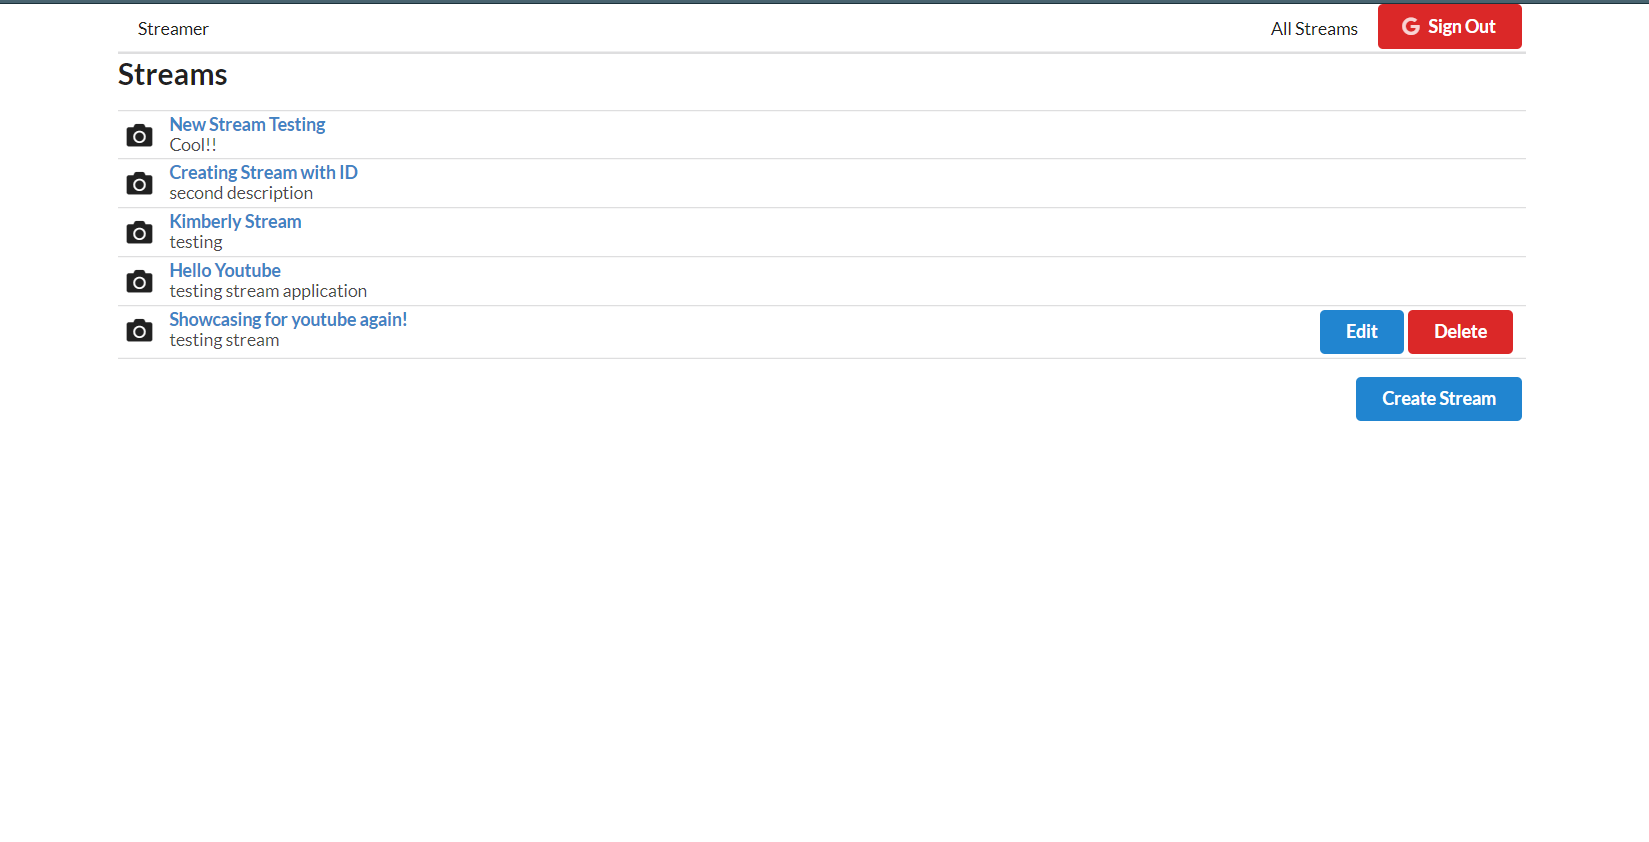 Streamer
All Streams
Sign Out
Streams
New Stream Testing
Cool!!
Creating Stream with ID
second description
Kimberly Stream
testing
Hello Youtube
testing stream application
Showcasing for youtube again!
testing stream
Edit
Delete
Create Stream